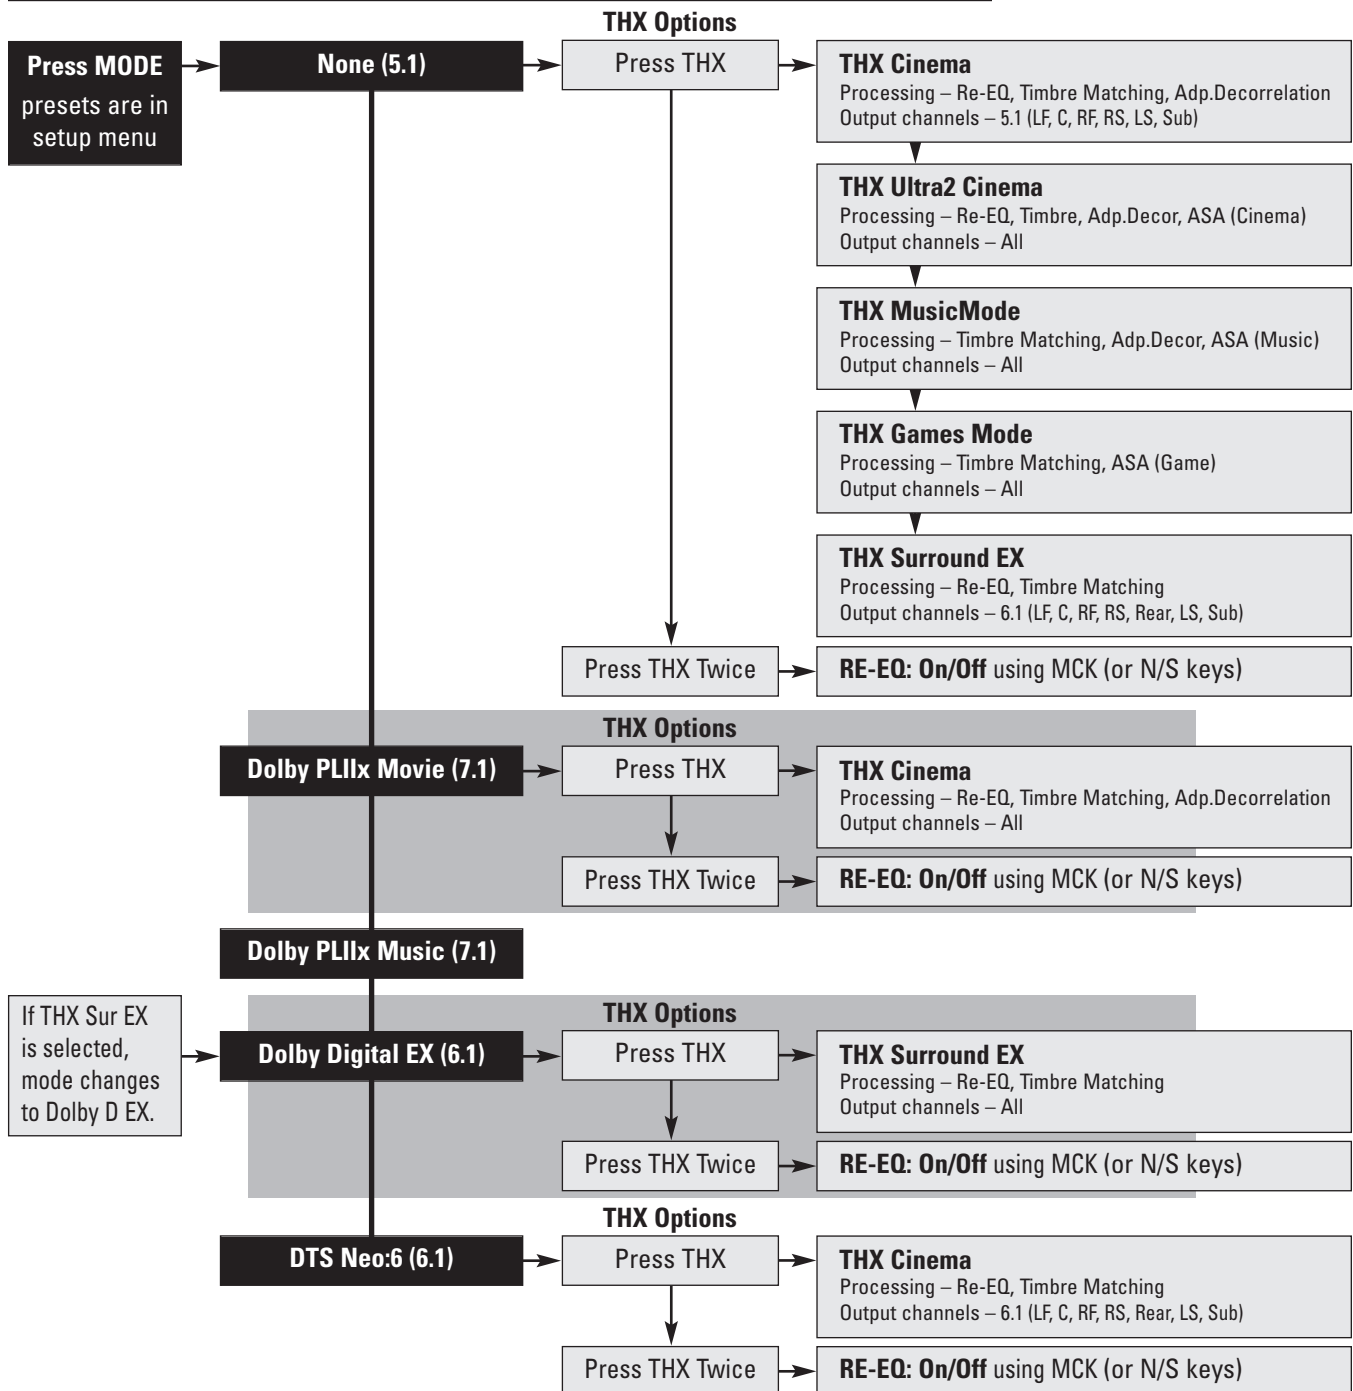 THX Options
Press MODE
presets are in
setup menu
None (5.1)
Press THX
THX Cinema
Processing – Re-EQ, Timbre Matching, Adp.Decorrelation
Output channels – 5.1 (LF, C, RF, RS, LS, Sub)
THX Ultra2 Cinema
Processing – Re-EQ, Timbre, Adp.Decor, ASA (Cinema)
Output channels – All
THX MusicMode
Processing – Timbre Matching, Adp.Decor, ASA (Music)
Output channels – All
THX Games Mode
Processing – Timbre Matching, ASA (Game)
Output channels – All
THX Surround EX
Processing – Re-EQ, Timbre Matching
Output channels – 6.1 (LF, C, RF, RS, Rear, LS, Sub)
Press THX Twice
RE-EQ: On/Off using MCK (or N/S keys)
THX Options
Dolby PLIIx Movie (7.1)
Press THX
THX Cinema
Processing – Re-EQ, Timbre Matching, Adp.Decorrelation
Output channels – All
Press THX Twice
RE-EQ: On/Off using MCK (or N/S keys)
Dolby PLIIx Music (7.1)
If THX Sur EX
is selected,
mode changes
to Dolby D EX.
THX Options
Dolby Digital EX (6.1)
Press THX
THX Surround EX
Processing – Re-EQ, Timbre Matching
Output channels – All
Press THX Twice
RE-EQ: On/Off using MCK (or N/S keys)
THX Options
DTS Neo:6 (6.1)
Press THX
THX Cinema
Processing – Re-EQ, Timbre Matching
Output channels – 6.1 (LF, C, RF, RS, Rear, LS, Sub)
Press THX Twice
RE-EQ: On/Off using MCK (or N/S keys)